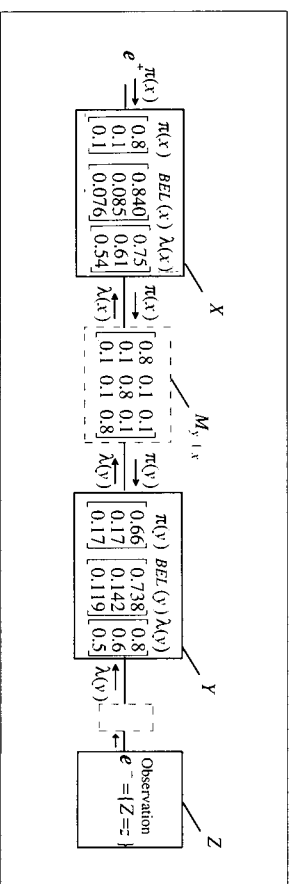 X
M_{y|x}
Y
Z
π(x)
e⁺
π(x) BEL(x) λ(x)
[0.8] [0.840] [0.75]
[0.1] [0.085] [0.61]
[0.1] [0.076] [0.54]
π(x)
λ(x)
[0.8 0.1 0.1]
[0.1 0.8 0.1]
[0.1 0.1 0.8]
π(y)
λ(y)
π(y) BEL(y) λ(y)
[0.66] [0.738] [0.8]
[0.17] [0.142] [0.6]
[0.17] [0.119] [0.5]
λ(y)
Observation
e⁻={Z=z}